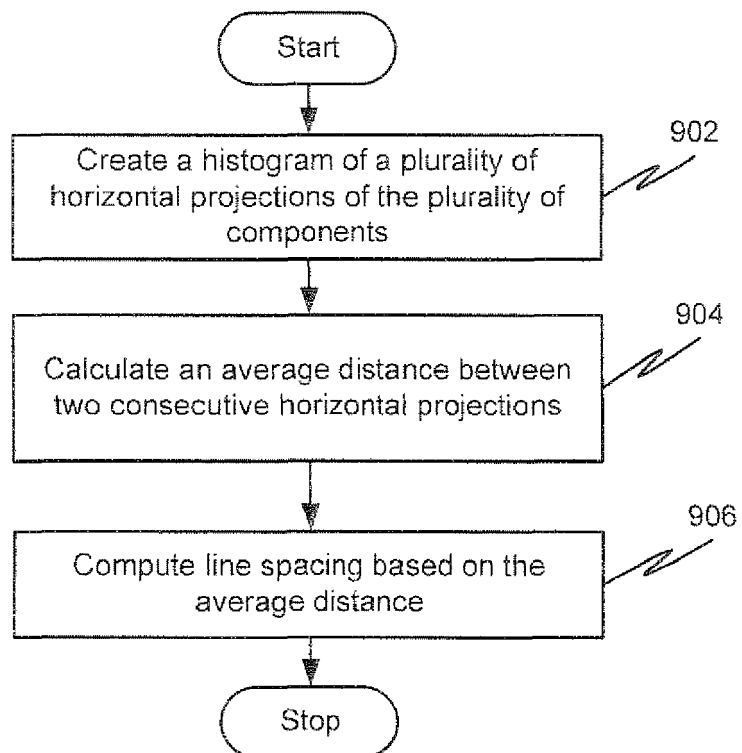 Start
902
Create a histogram of a plurality of
horizontal projections of the plurality of
components
904
Calculate an average distance between
two consecutive horizontal projections
906
Compute line spacing based on the
average distance
Stop